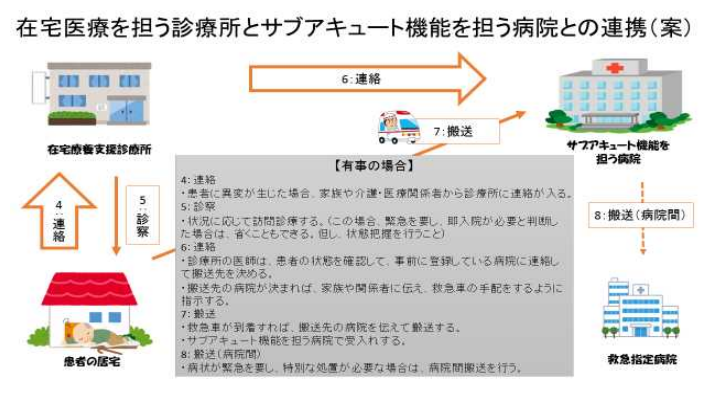 在宅医療を担う診療所とサブアキュート機能を担う病院との連携(案)
6:連絡
7:搬送
在宅療養支援診療所
サブアキュート機能を
担う病院
4:連絡
5:診察
8:搬送(病院間)
患者の居宅
救急指定病院
【有事の場合】
4:連絡
・患者に異変が生じた場合、家族や介護・医療関係者から診療所に連絡が入る。
5:診察
・状況に応じて訪問診療する。(この場合、緊急を要し、即入院が必要と判断し
た場合は、省くこともできる。但し、状態把握を行うこと)
6:連絡
・診療所の医師は、患者の状態を確認して、事前に登録している病院に連絡し
て搬送先を決める。
・搬送先の病院が決まれば、家族や関係者に伝え、救急車の手配をするように
指示する。
7:搬送
・救急車が到着すれば、搬送先の病院を伝えて搬送する。
・サブアキュート機能を担う病院で受入れする。
8:搬送(病院間)
・病状が緊急を要し、特別な処置が必要な場合は、病院間搬送を行う。